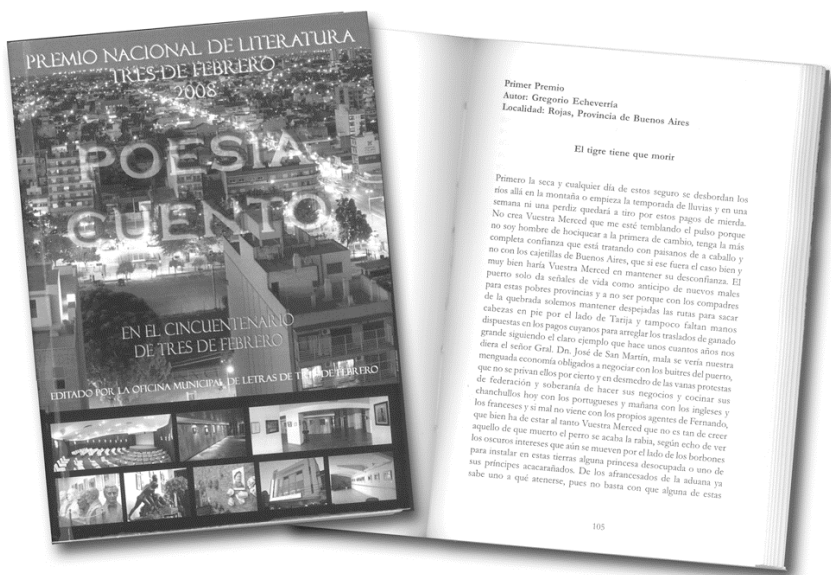 PREMIO NACIONAL DE LITERATURA
TRES DE FEBRERO
2008
POESIA
CUENTO
EN EL CINCUENTENARIO
DE TRES DE FEBRERO
EDITADO POR LA OFICINA MUNICIPAL DE LETRAS DE TRES DE FEBRERO
Primer Premio
Autor: Gregorio Echeverría
Localidad: Rojas, Provincia de Buenos Aires
El tigre tiene que morir
Primero la seca y cualquier día de estos seguro se desbordan los
ríos allá en la montaña o empieza la temporada de lluvias y en una
semana ni una perdiz quedará a tiro por estos pagos de mierda.
No crea Vuestra Merced que me esté temblando el pulso porque
no soy hombre de hociquear a la primera de cambio, tenga la más
completa confianza que está tratando con paisanos de a caballo y
no con los cajetillas de Buenos Aires, que si ese fuera el caso bien y
muy bien haría Vuestra Merced en mantener su desconfianza. El
puerto solo da señales de vida como anticipo de nuevos males
para estas pobres provincias y a no ser porque con los compadres
de la quebrada solemos mantener despejadas las rutas para sacar
cabezas en pie por el lado de Tarija y tampoco faltan manos
dispuestas en los pagos cuyanos para arreglar los traslados de ganado
grande siguiendo el claro ejemplo que hace unos cuantos años nos
diera el señor Gral. Dn. José de San Martín, mala se vería nuestra
menguada economía obligados a negociar con los buitres del puerto,
que no se privan ellos por cierto y en desmedro de las vanas protestas
de federación y soberanía de hacer sus negocios y cocinar sus
chanchullos hoy con los portugueses y mañana con los ingleses y
los franceses y si mal no viene con los propios agentes de Fernando,
que bien ha de estar al tanto Vuestra Merced que no es tan de creer
aquello de que muerto el perro se acaba la rabia, según echo de ver
los oscuros intereses que aún se mueven por el lado de los borbones
para instalar en estas tierras alguna princesa desocupada o uno de
sus príncipes acacarañados. De los afrancesados de la aduana ya
sabe uno a qué atenerse, pues no basta con que alguna de estas
105